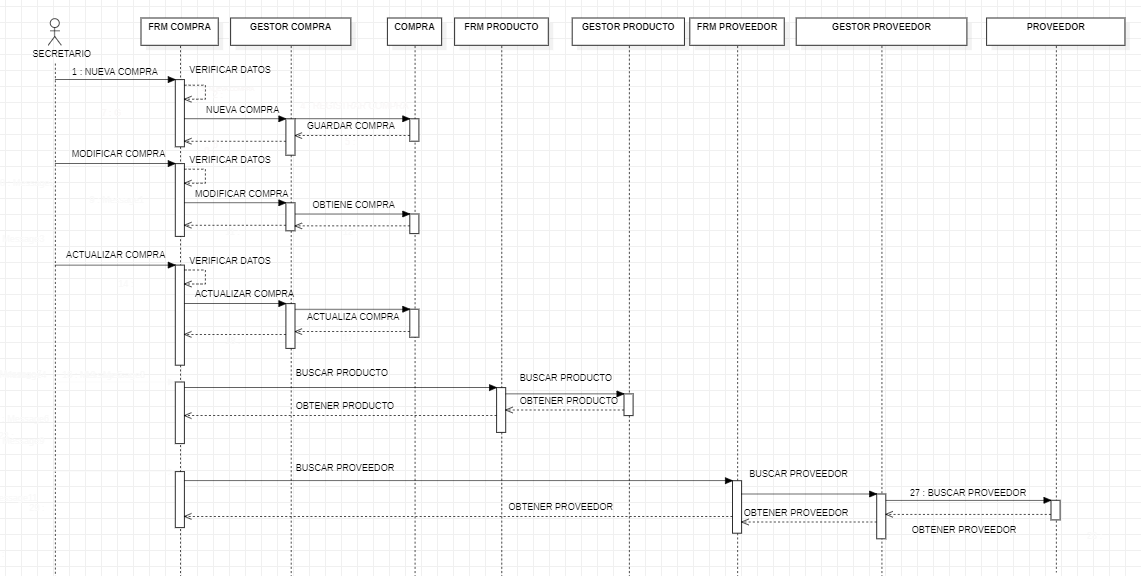 FRM COMPRA
GESTOR COMPRA
COMPRA
FRM PRODUCTO
GESTOR PRODUCTO
FRM PROVEEDOR
GESTOR PROVEEDOR
PROVEEDOR
SECRETARIO
1 : NUEVA COMPRA
VERIFICAR DATOS
NUEVA COMPRA
GUARDAR COMPRA
MODIFICAR COMPRA
VERIFICAR DATOS
MODIFICAR COMPRA
OBTIENE COMPRA
ACTUALIZAR COMPRA
VERIFICAR DATOS
ACTUALIZAR COMPRA
ACTUALIZA COMPRA
BUSCAR PRODUCTO
BUSCAR PRODUCTO
OBTENER PRODUCTO
OBTENER PRODUCTO
BUSCAR PROVEEDOR
BUSCAR PROVEEDOR
27 : BUSCAR PROVEEDOR
OBTENER PROVEEDOR
OBTENER PROVEEDOR
OBTENER PROVEEDOR